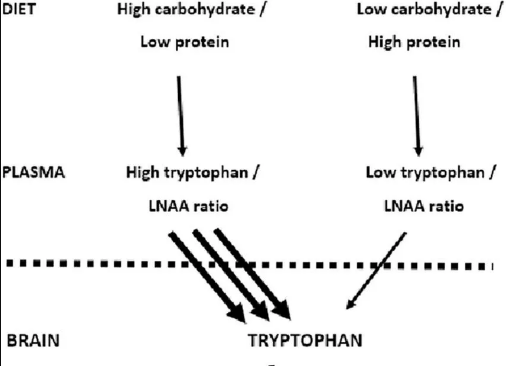 DIET
High carbohydrate /
Low protein
Low carbohydrate /
High protein
PLASMA
High tryptophan /
LNAA ratio
Low tryptophan /
LNAA ratio
BRAIN
TRYPTOPHAN